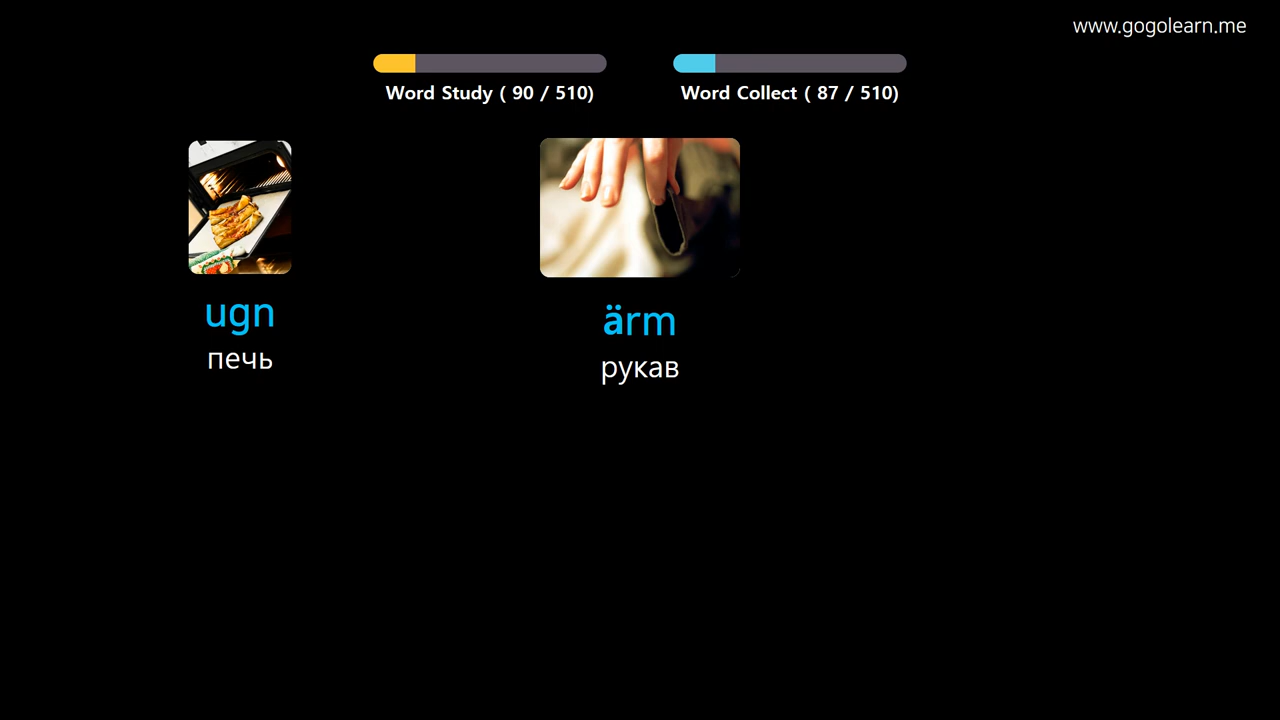 www.gogolearn.me
Word Study ( 90 / 510)
Word Collect ( 87 / 510)
ugn
печь
ärm
рукав